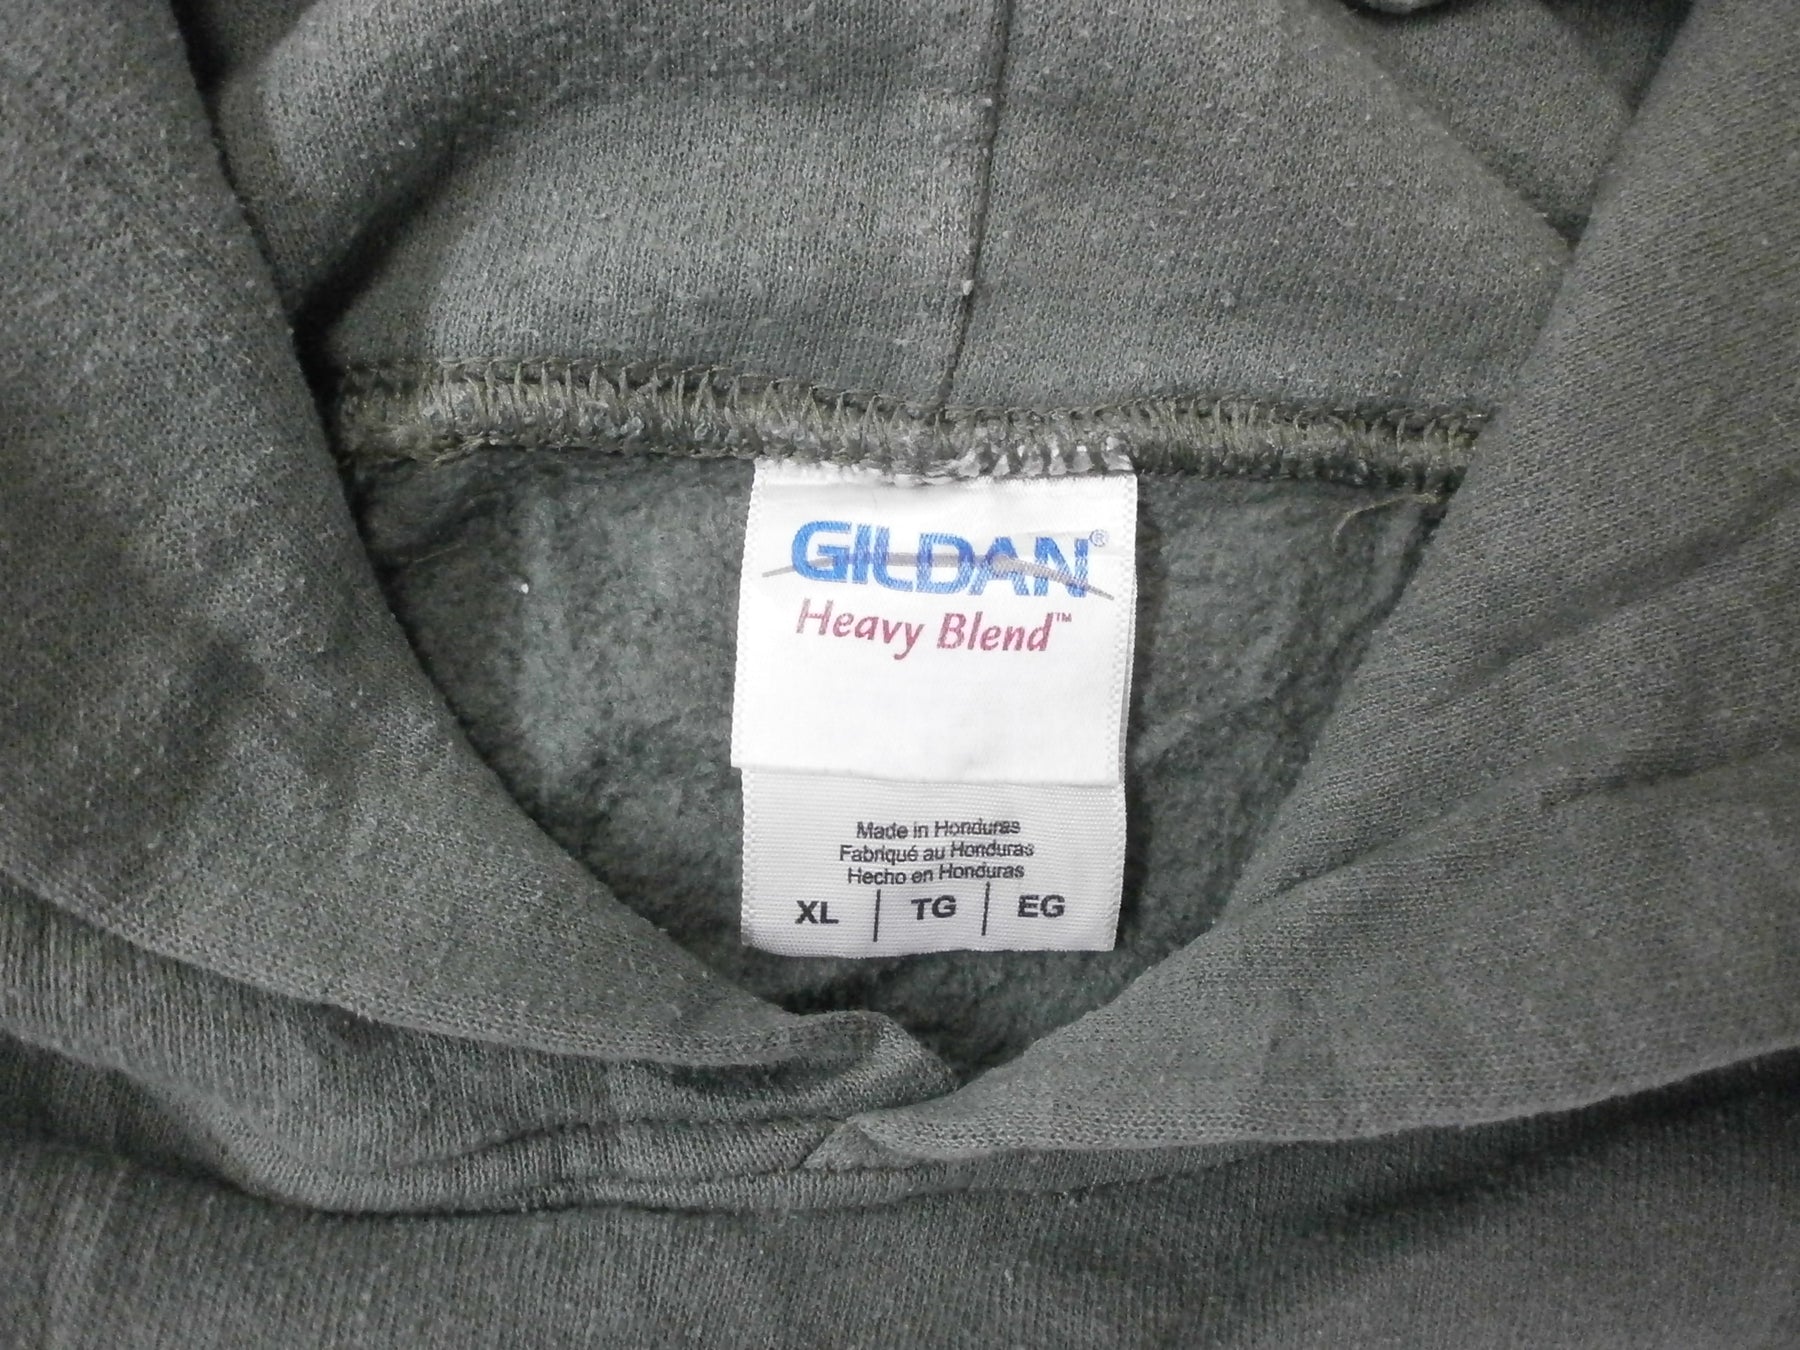 GILDAN®
Heavy Blend™
Made in Honduras
Fabriqué au Honduras
Hecho en Honduras
XL | TG | EG